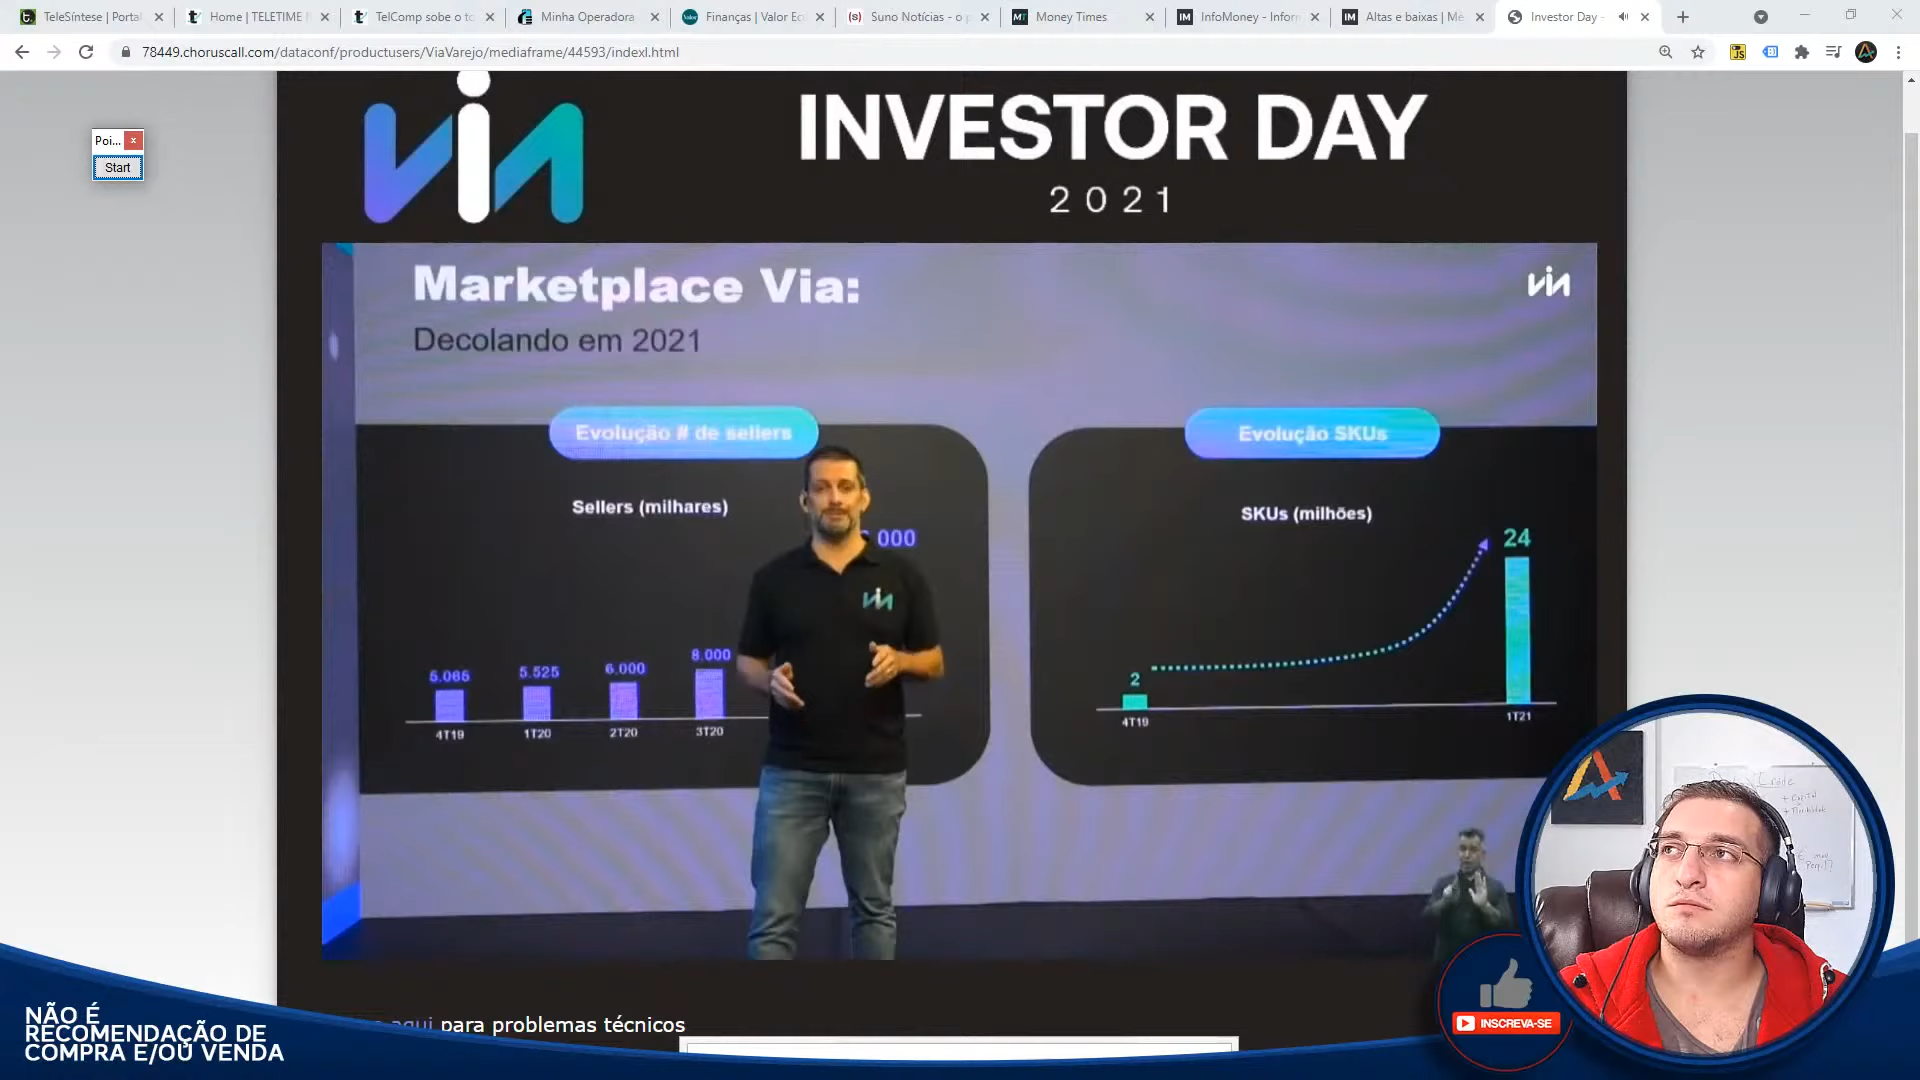 TeleSíntese | Portal
Home | TELETIME N
TelComp sobe o to
Minha Operadora
Finanças | Valor Ec
Suno Notícias - o p
Money Times
InfoMoney - Inform
Altas e baixas | Me
Investor Day -
78449.choruscall.com/dataconf/productusers/ViaVarejo/mediaframe/44593/indexl.html
Poi...
Start
via
INVESTOR DAY
2021
Marketplace Via:
Decolando em 2021
via
Evolução # de sellers
Evolução SKUs
Sellers (milhares)
SKUs (milhões)
000
24
via
5.065
5.525
6.000
8.000
2
4T19
1T20
2T20
3T20
4T19
1T21
Day Trade
+ Capital
aqui para problemas técnicos
INSCREVA-SE
NÃO É
RECOMENDAÇÃO DE
COMPRA E/OU VENDA